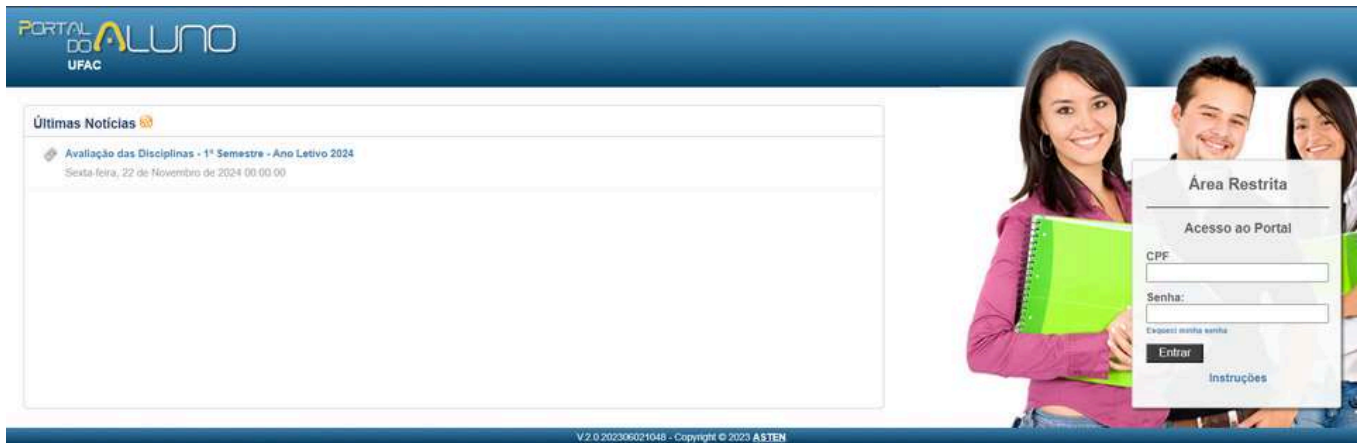 PORTAL
DO ALUNO
UFAC
Últimas Notícias
Avaliação das Disciplinas - 1º Semestre - Ano Letivo 2024
Sexta-feira, 22 de Novembro de 2024 00:00:00
Área Restrita
Acesso ao Portal
CPF
Senha:
Esqueci minha senha
Entrar
Instruções
V.2.0 202306021048 - Copyright © 2023 ASTEN